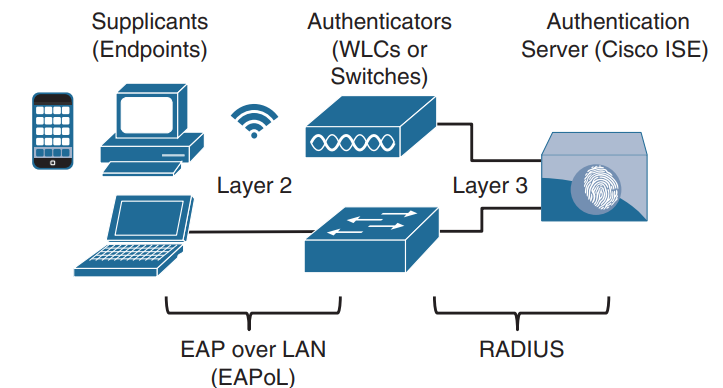 Supplicants
(Endpoints)
Authenticators
(WLCs or
Switches)
Authentication
Server (Cisco ISE)
Layer 2
Layer 3
EAP over LAN
(EAPoL)
RADIUS